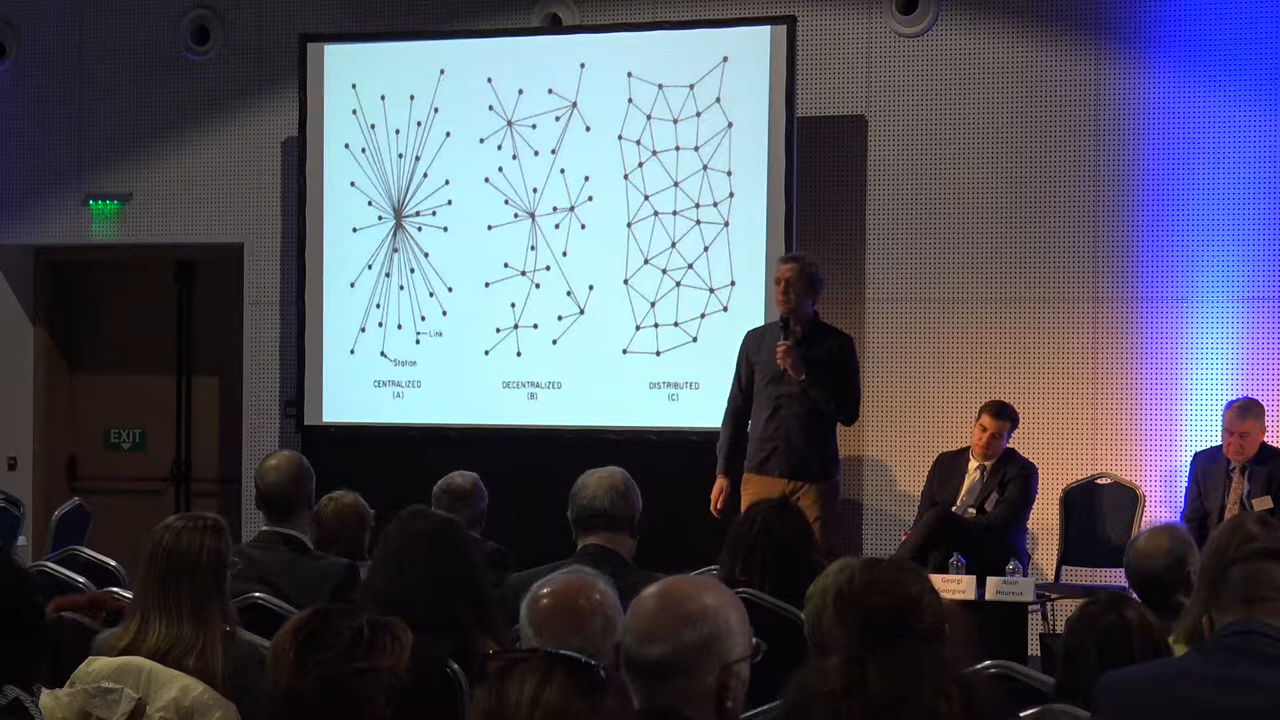 Link
Station
CENTRALIZED
(A)
DECENTRALIZED
(B)
DISTRIBUTED
(C)
EXIT
Georgi
Georgiev
Alain
Heureux